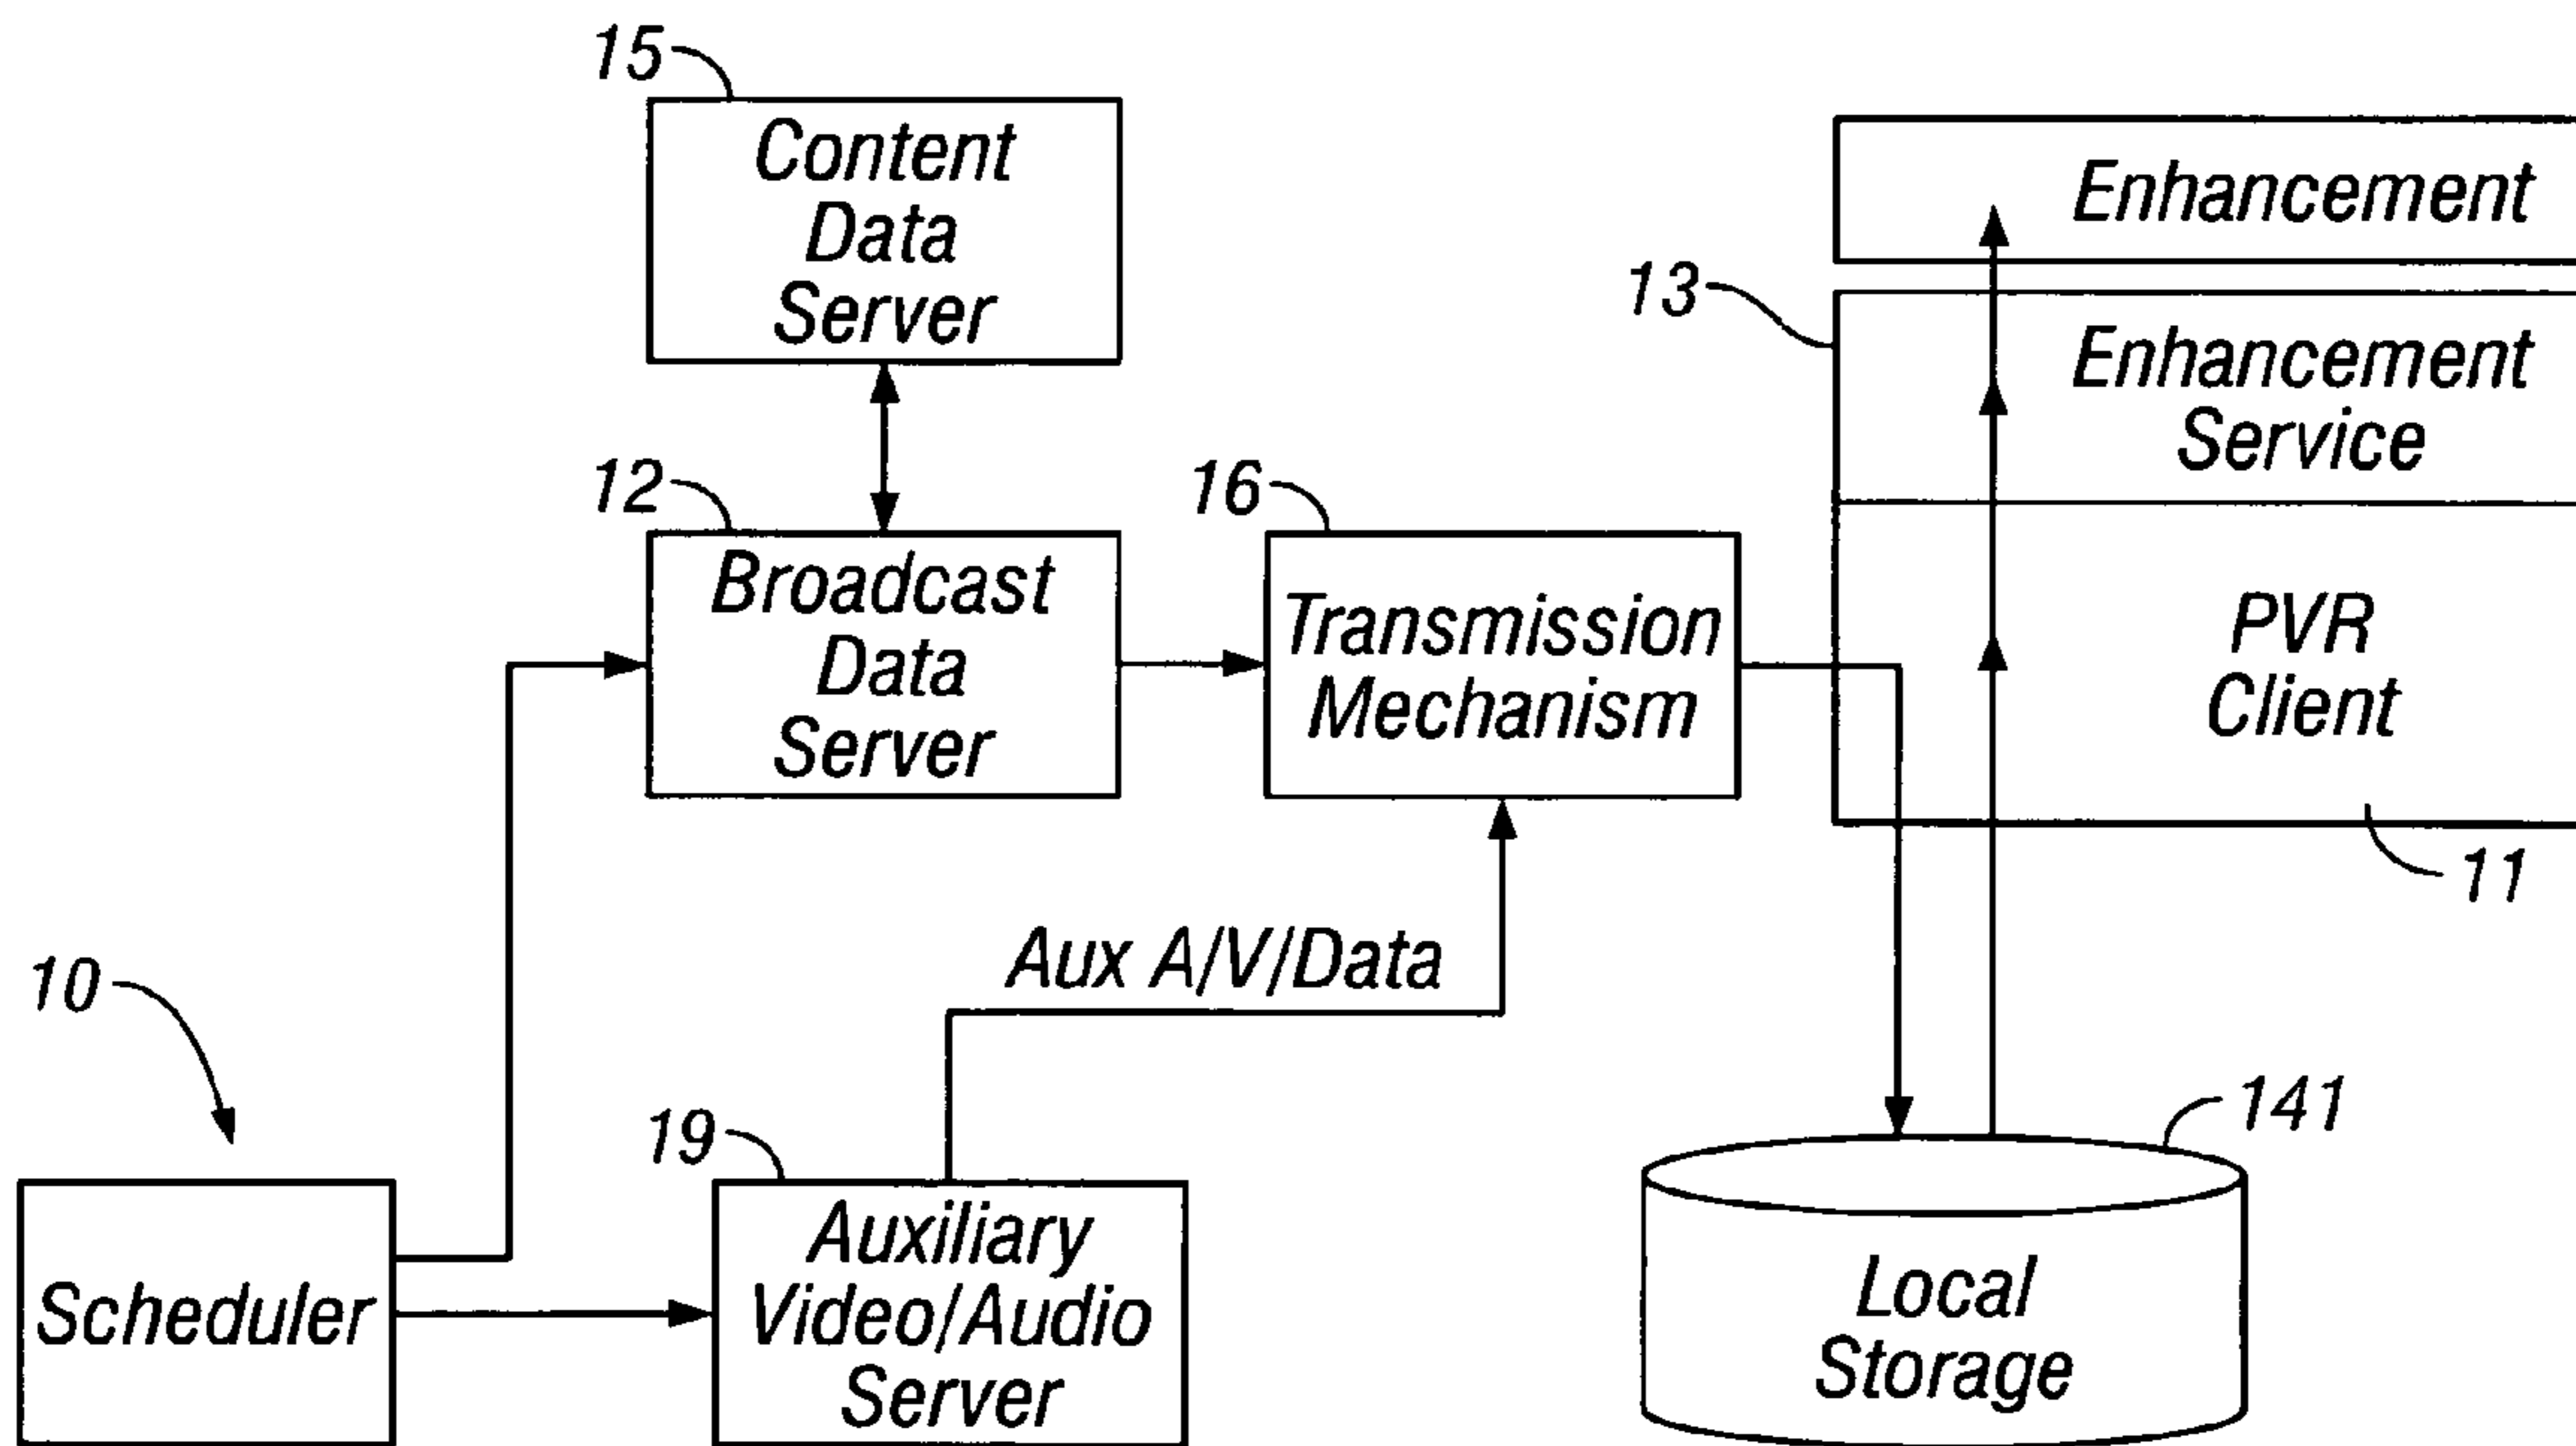 15
Content
Data
Server
Enhancement
13
Enhancement
Service
12
Broadcast
Data
Server
16
Transmission
Mechanism
PVR
Client
11
Aux A/V/Data
10
Scheduler
19
Auxiliary
Video/Audio
Server
141
Local
Storage